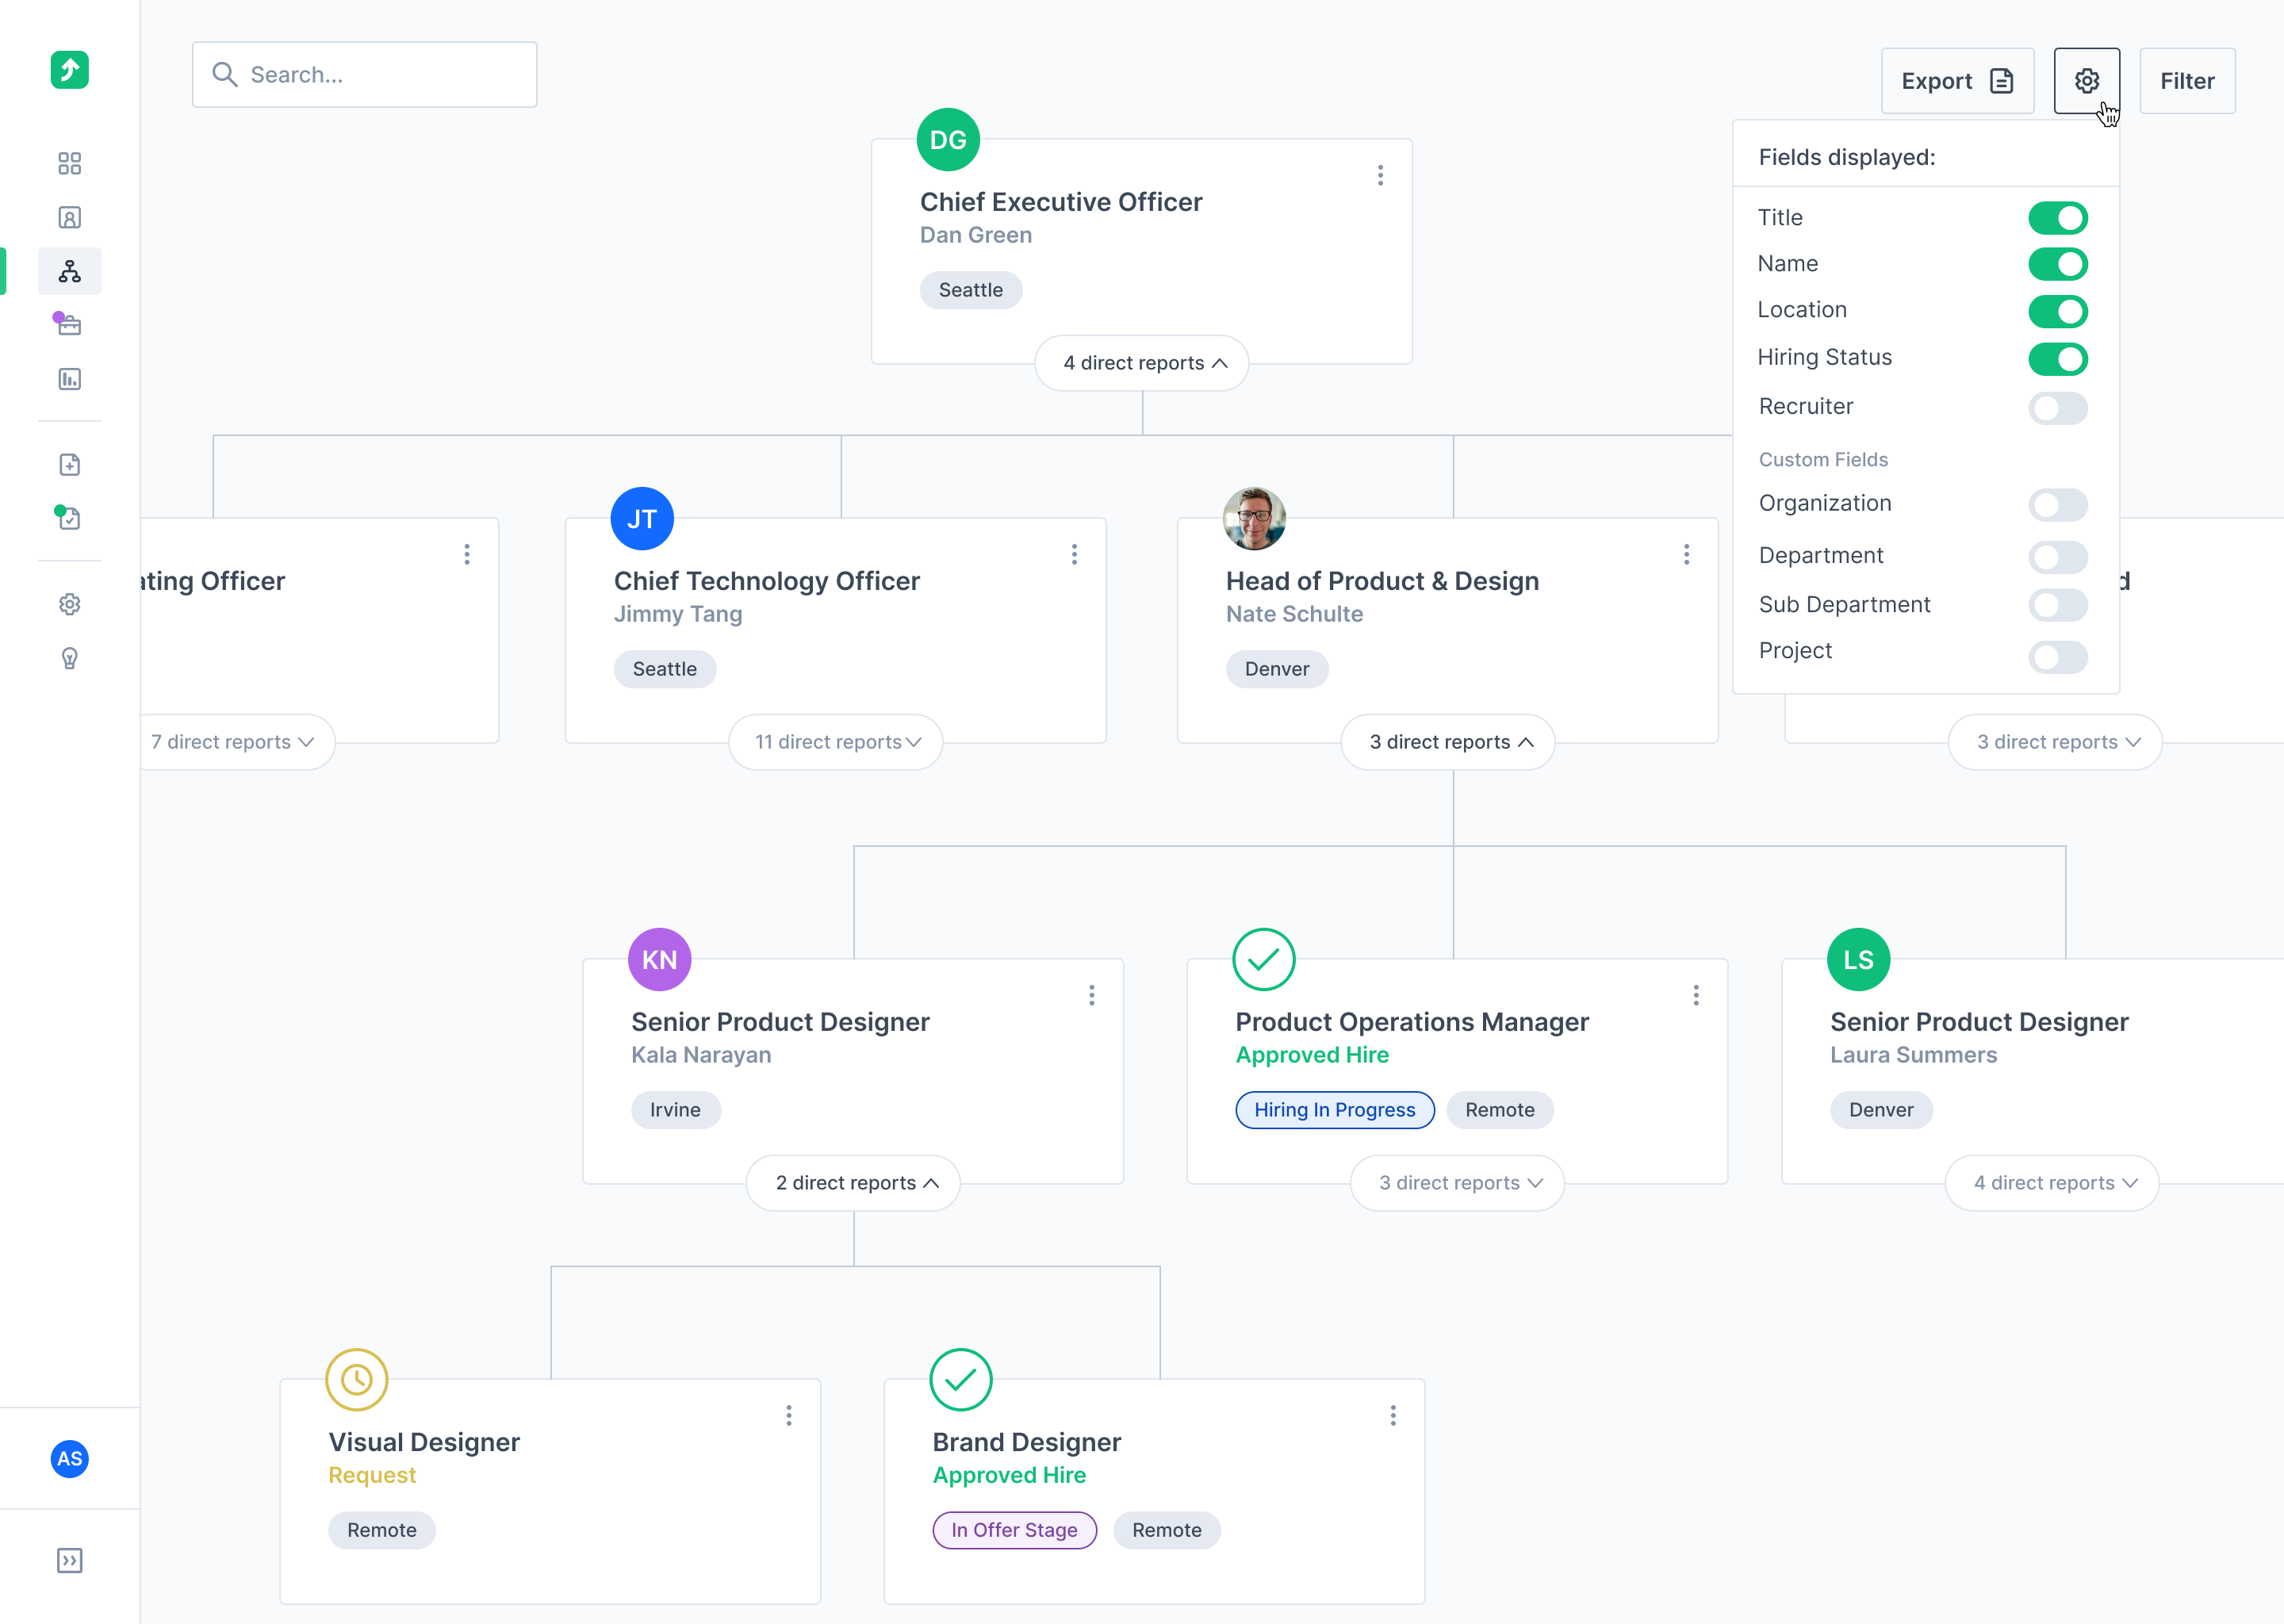 Search...
Export
Filter
Fields displayed:
Title
Name
Location
Hiring Status
Recruiter
Custom Fields
Organization
Department
Sub Department
Project
DG
Chief Executive Officer
Dan Green
Seattle
4 direct reports
ating Officer
7 direct reports
JT
Chief Technology Officer
Jimmy Tang
Seattle
11 direct reports
Head of Product & Design
Nate Schulte
Denver
3 direct reports
d
3 direct reports
KN
Senior Product Designer
Kala Narayan
Irvine
2 direct reports
Product Operations Manager
Approved Hire
Hiring In Progress Remote
3 direct reports
LS
Senior Product Designer
Laura Summers
Denver
4 direct reports
Visual Designer
Request
Remote
Brand Designer
Approved Hire
In Offer Stage Remote
AS